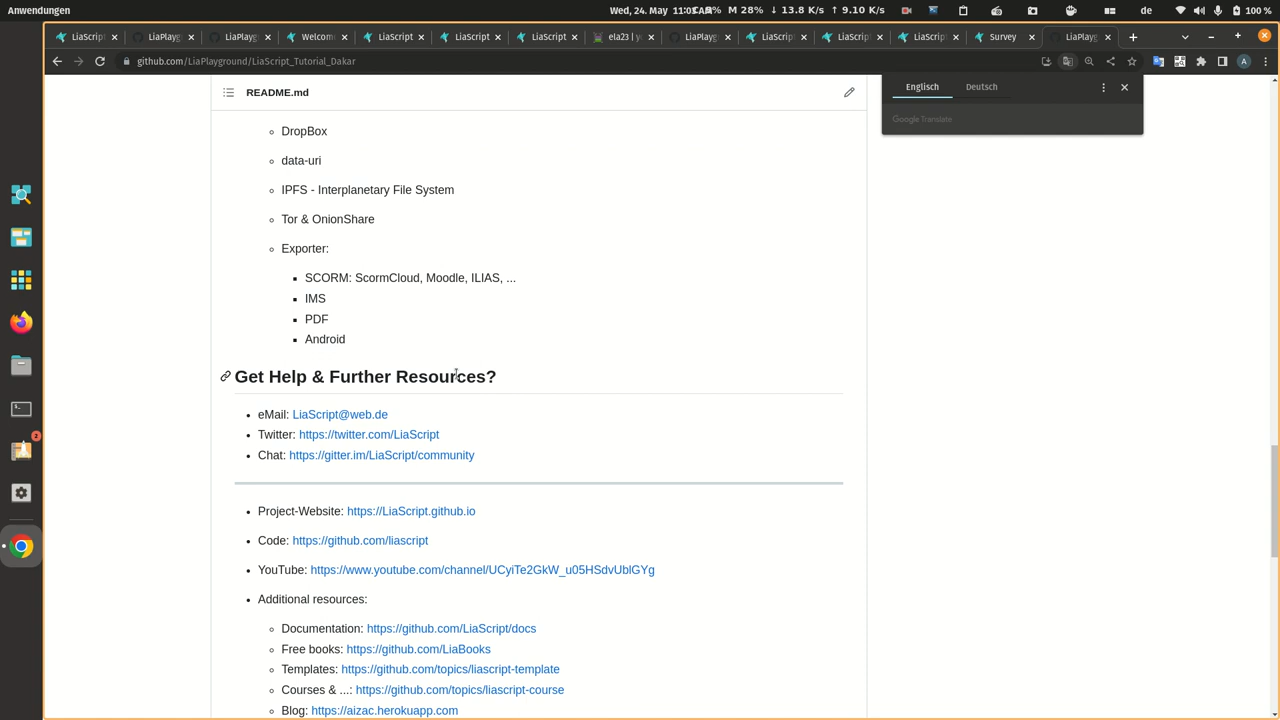 Anwendungen
Wed, 24. May 11:03
M 28% ↓ 13.8 K/s ↑ 9.10 K/s
de
100 %
LiaScript
LiaPlayg
LiaPlayg
Welcome
LiaScript
LiaScript
LiaScript
ela23 | y
LiaPlayg
LiaScript
LiaScript
LiaScript
Survey
LiaPlayg
github.com/LiaPlayground/LiaScript_Tutorial_Dakar
A
Englisch
Deutsch
Google Translate
README.md
DropBox
data-uri
IPFS - Interplanetary File System
Tor & OnionShare
Exporter:
SCORM: ScormCloud, Moodle, ILIAS, ...
IMS
PDF
Android
Get Help & Further Resources?
eMail: LiaScript@web.de
Twitter: https://twitter.com/LiaScript
Chat: https://gitter.im/LiaScript/community
Project-Website: https://LiaScript.github.io
Code: https://github.com/liascript
YouTube: https://www.youtube.com/channel/UCyiTe2GkW_u05HSdvUblGYg
Additional resources:
Documentation: https://github.com/LiaScript/docs
Free books: https://github.com/LiaBooks
Templates: https://github.com/topics/liascript-template
Courses & ...: https://github.com/topics/liascript-course
Blog: https://aizac.herokuapp.com